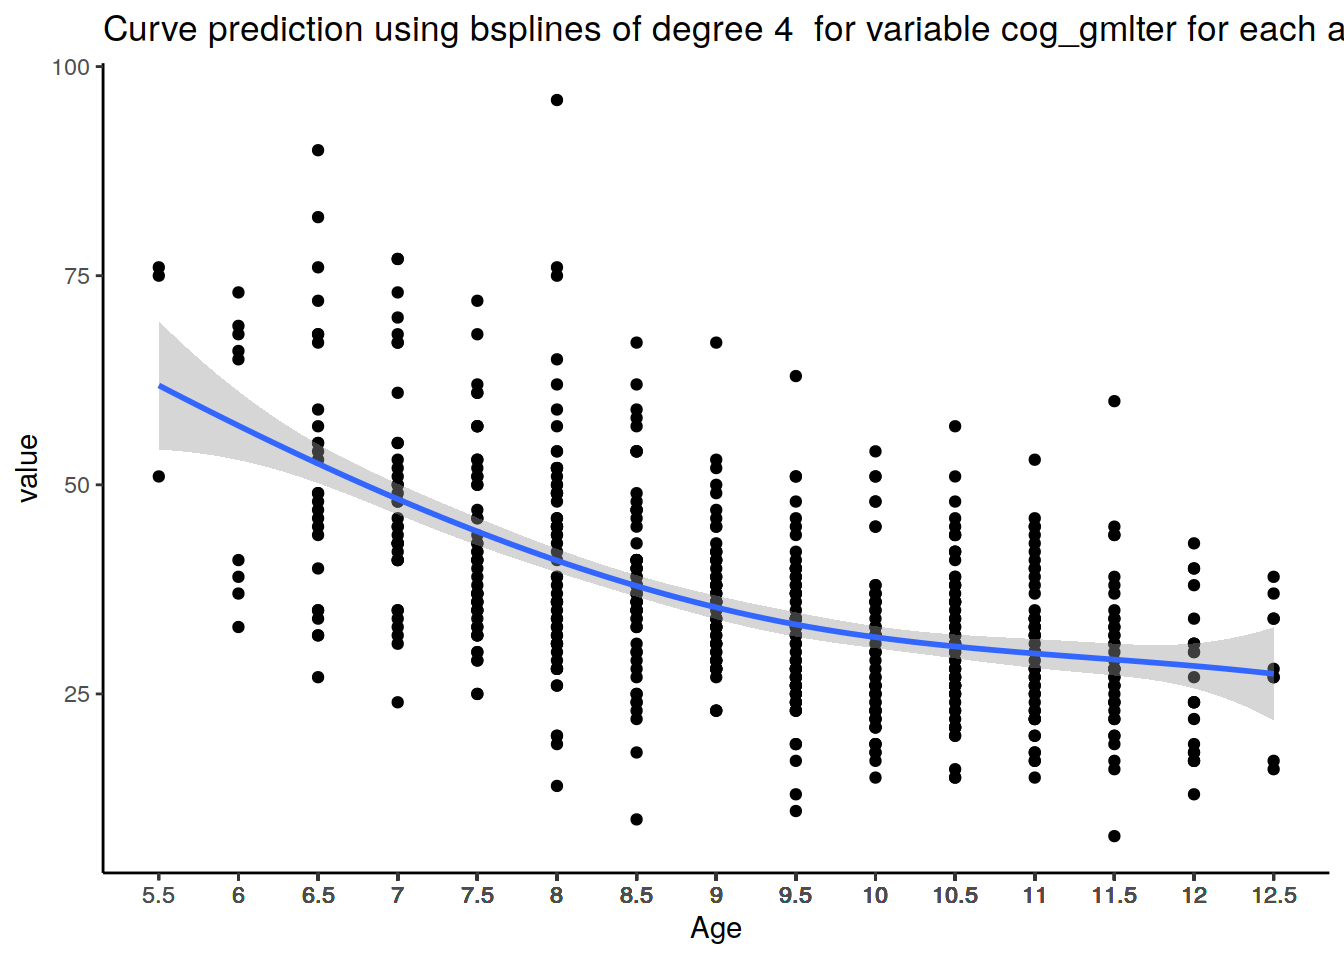 Curve prediction using bsplines of degree 4  for variable cog_gmlter for each a
100
75
50
25
value
5.5 6 6.5 7 7.5 8 8.5 9 9.5 10 10.5 11 11.5 12 12.5
Age